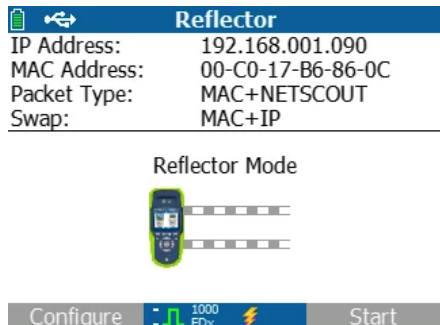 Reflector
IP Address: 192.168.001.090
MAC Address: 00-C0-17-B6-86-0C
Packet Type: MAC+NETSCOUT
Swap: MAC+IP
Reflector Mode
Configure 1000 FDx Start